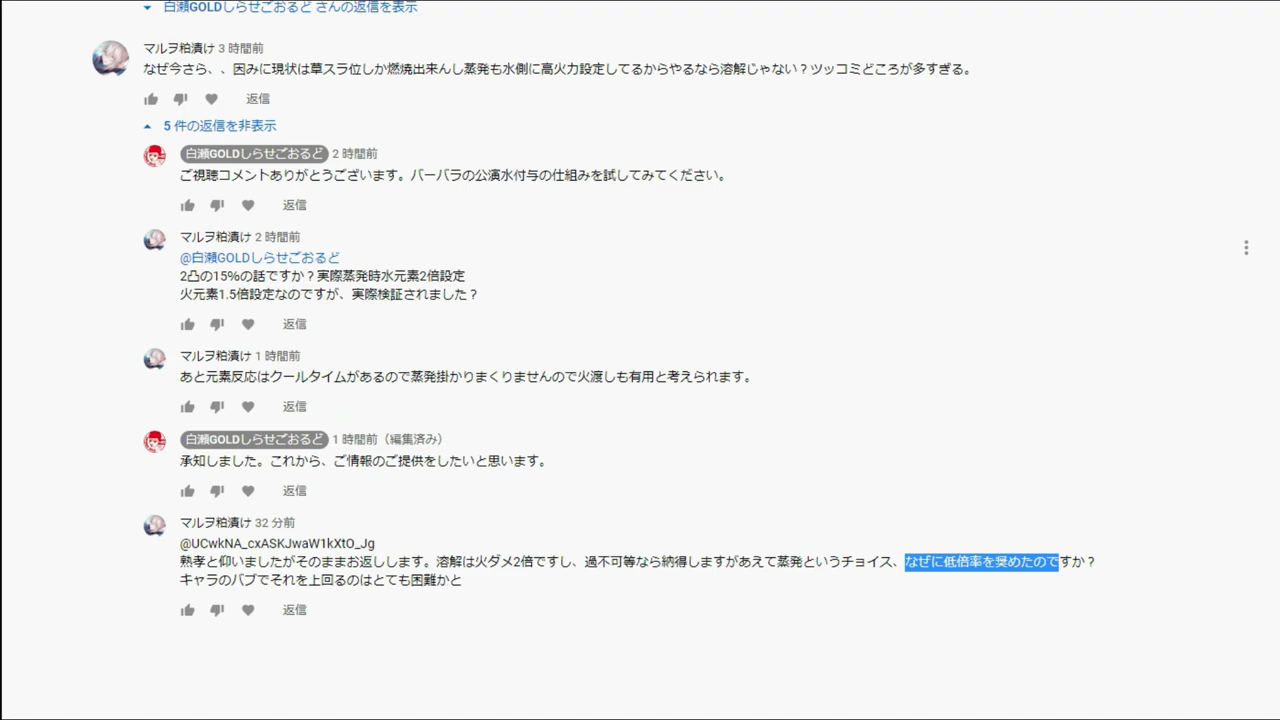 白瀬GOLDしらせごおるど さんの返信を表示
マルヲ粕漬け 3 時間前
なぜ今さら、、因みに現状は草スラ位しか燃焼出来んし蒸発も水側に高火力設定してるからやるなら溶解じゃない？ツッコミどころが多すぎる。
返信
5 件の返信を非表示
白瀬GOLDしらせごおるど 2 時間前
ご視聴コメントありがとうございます。バーバラの公演水付与の仕組みを試してみてください。
返信
マルヲ粕漬け 2 時間前
@白瀬GOLDしらせごおるど
2凸の15%の話ですか？実際蒸発時水元素2倍設定
火元素1.5倍設定なのですが、実際検証されました？
返信
マルヲ粕漬け 1 時間前
あと元素反応はクールタイムがあるので蒸発掛かりまくりませんので火渡しも有用と考えられます。
返信
白瀬GOLDしらせごおるど 1 時間前（編集済み）
承知しました。これから、ご情報のご提供をしたいと思います。
返信
マルヲ粕漬け 32 分前
@UCwkNA_cxASKJwaW1kXtO_Jg
熟孝と仰いましたがそのままお返しします。溶解は火ダメ2倍ですし、過不可等なら納得しますがあえて蒸発というチョイス、なぜに低倍率を奨めたのですか？
キャラのバブでそれを上回るのはとても困難かと
返信